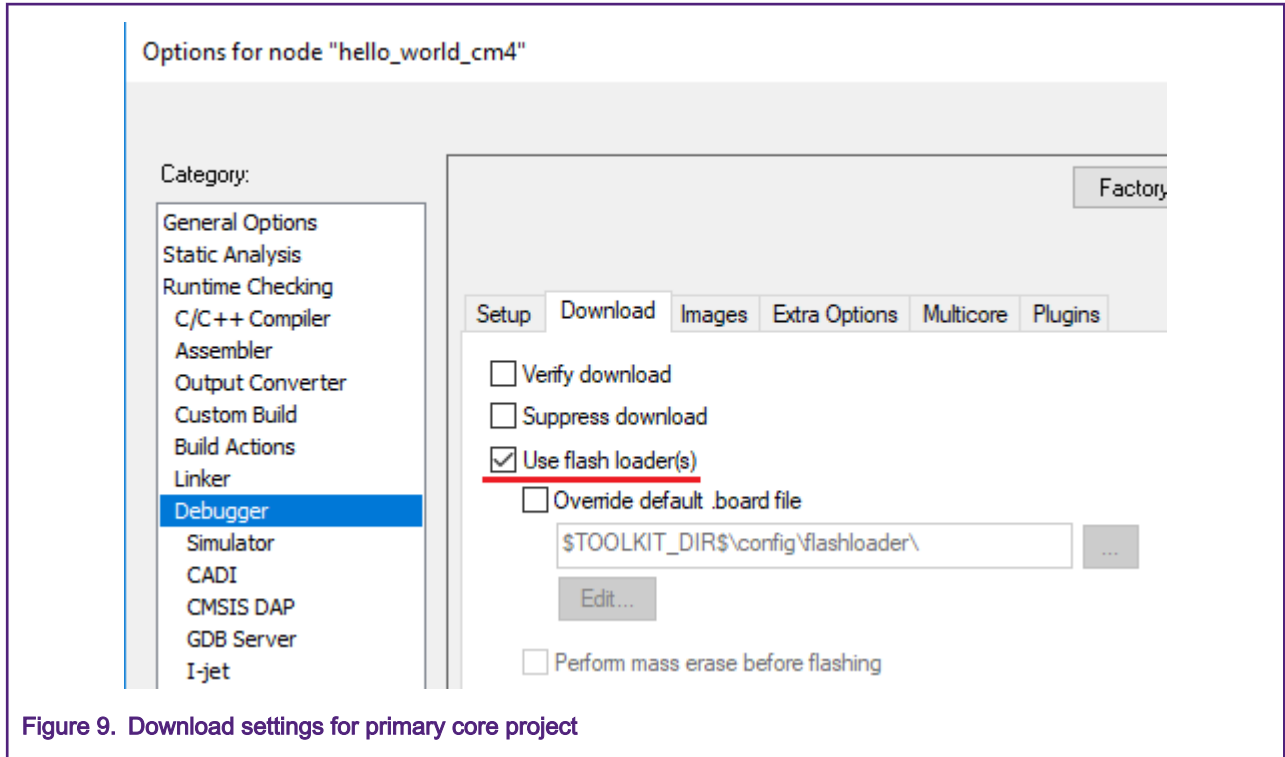 Options for node "hello_world_cm4"
Category:
Factory
General Options
Static Analysis
Runtime Checking
C/C++ Compiler
Assembler
Output Converter
Custom Build
Build Actions
Linker
Debugger
Simulator
CADI
CMSIS DAP
GDB Server
I-jet
Setup Download Images Extra Options Multicore Plugins
Verify download
Suppress download
Use flash loader(s)
Override default .board file
$TOOLKIT_DIR$\config\flashloader\
...
Edit...
Perform mass erase before flashing
Figure 9. Download settings for primary core project